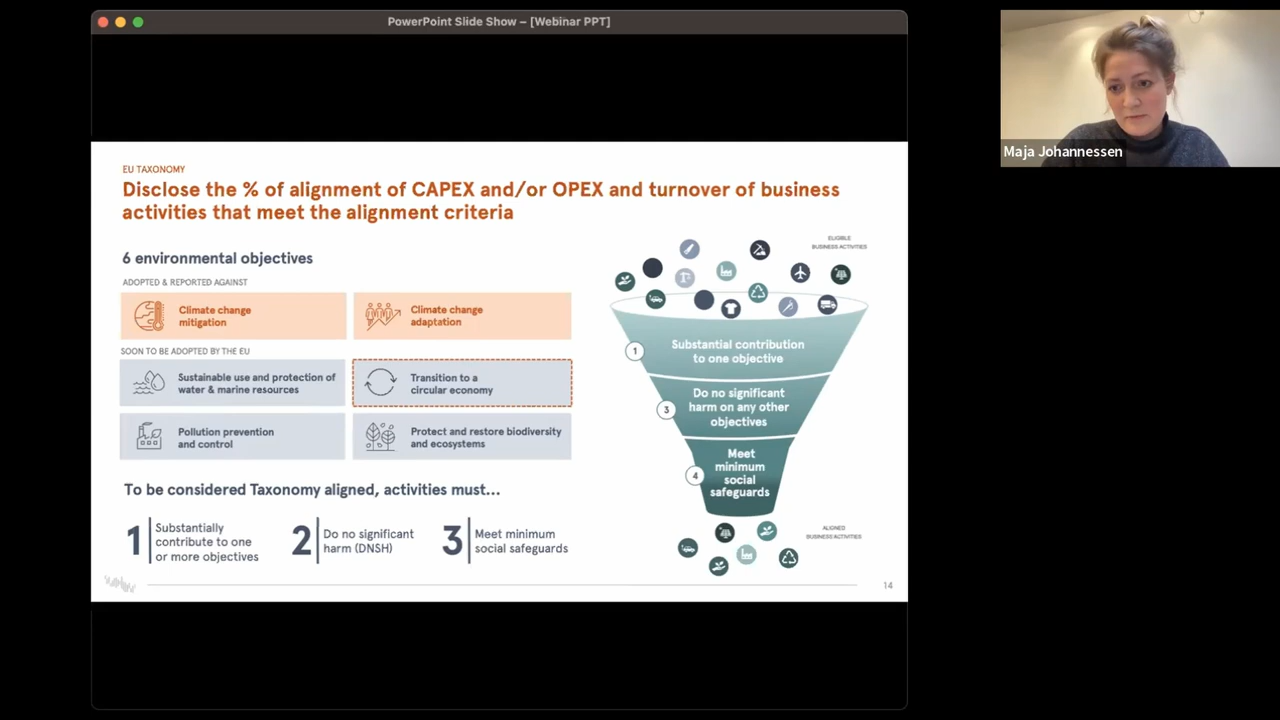 PowerPoint Slide Show – [Webinar PPT]
Maja Johannessen
EU TAXONOMY
Disclose the % of alignment of CAPEX and/or OPEX and turnover of business
activities that meet the alignment criteria
6 environmental objectives
ADOPTED & REPORTED AGAINST
Climate change
mitigation
Climate change
adaptation
SOON TO BE ADOPTED BY THE EU
Sustainable use and protection of
water & marine resources
Transition to a
circular economy
Pollution prevention
and control
Protect and restore biodiversity
and ecosystems
To be considered Taxonomy aligned, activities must...
1
Substantially
contribute to one
or more objectives
2
Do no significant
harm (DNSH)
3
Meet minimum
social safeguards
ELIGIBLE
BUSINESS ACTIVITIES
1
Substantial contribution
to one objective
3
Do no significant
harm on any other
objectives
4
Meet
minimum
social
safeguards
ALIGNED
BUSINESS ACTIVITIES
14